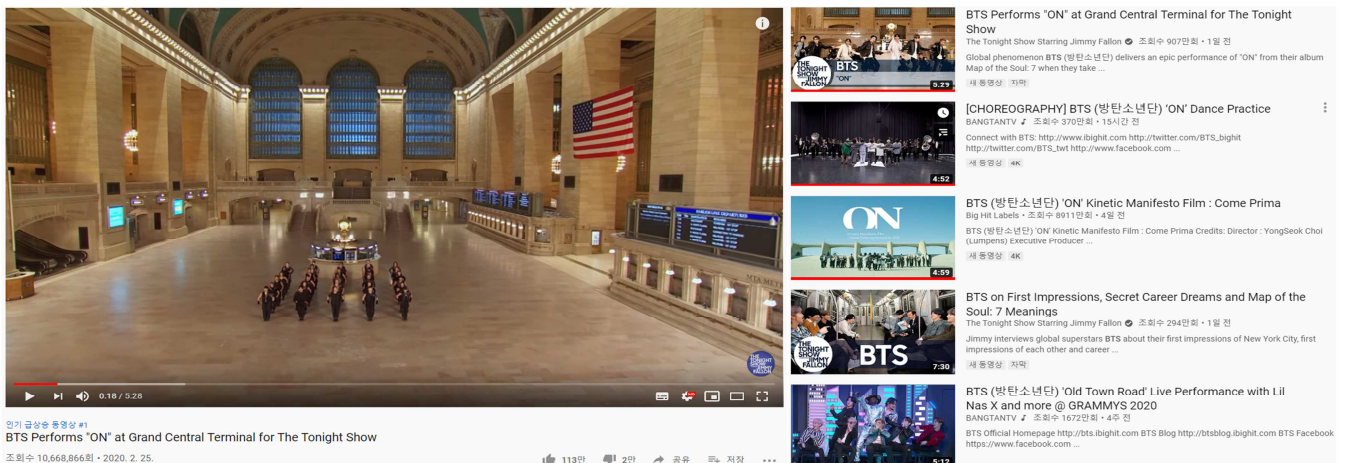 THE TONIGHT SHOW JIMMY FALLON
0:18 / 5:28
인기 급상승 동영상 #1
BTS Performs "ON" at Grand Central Terminal for The Tonight Show
조회수 10,668,866회 • 2020. 2. 25.
113만
2만
공유
저장
BTS
"ON"
THE TONIGHT SHOW JIMMY FALLON
5:29
BTS Performs "ON" at Grand Central Terminal for The Tonight
Show
The Tonight Show Starring Jimmy Fallon 조회수 907만회 • 1일 전
Global phenomenon BTS (방탄소년단) delivers an epic performance of "ON" from their album
Map of the Soul: 7 when they take ...
새 동영상 자막
4:52
[CHOREOGRAPHY] BTS (방탄소년단) 'ON' Dance Practice
BANGTANTV 조회수 370만회 • 15시간 전
Connect with BTS: http://www.ibighit.com http://twitter.com/BTS_bighit
http://twitter.com/BTS_twt http://www.facebook.com ...
새 동영상 4K
ON
4:59
BTS (방탄소년단) 'ON' Kinetic Manifesto Film : Come Prima
Big Hit Labels • 조회수 8911만회 • 4일 전
BTS (방탄소년단) 'ON' Kinetic Manifesto Film : Come Prima Credits: Director : YongSeok Choi
(Lumpens) Executive Producer ...
새 동영상 4K
THE TONIGHT SHOW JIMMY FALLON
BTS
7:30
BTS on First Impressions, Secret Career Dreams and Map of the
Soul: 7 Meanings
The Tonight Show Starring Jimmy Fallon 조회수 294만회 • 1일 전
Jimmy interviews global superstars BTS about their first impressions of New York City, first
impressions of each other and career ...
새 동영상 자막
5:12
BTS (방탄소년단) 'Old Town Road' Live Performance with Lil
Nas X and more @ GRAMMYS 2020
BANGTANTV 조회수 1672만회 • 4주 전
BTS Official Homepage http://bts.ibighit.com BTS Blog http://btsblog.ibighit.com BTS Facebook
https://www.facebook.com ...